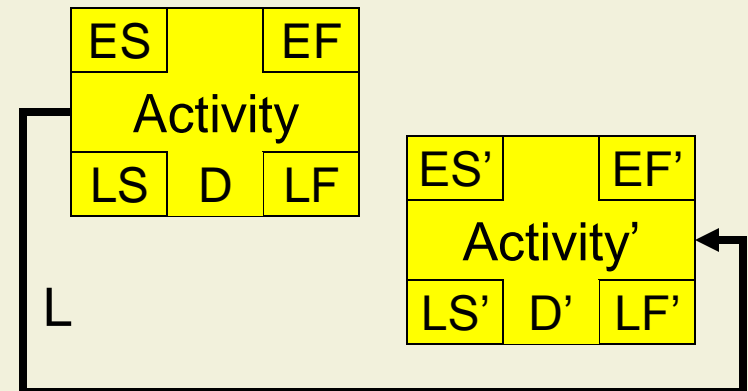 ES EF
Activity
LS D LF
ES’ EF’
Activity’
LS’ D’ LF’
L